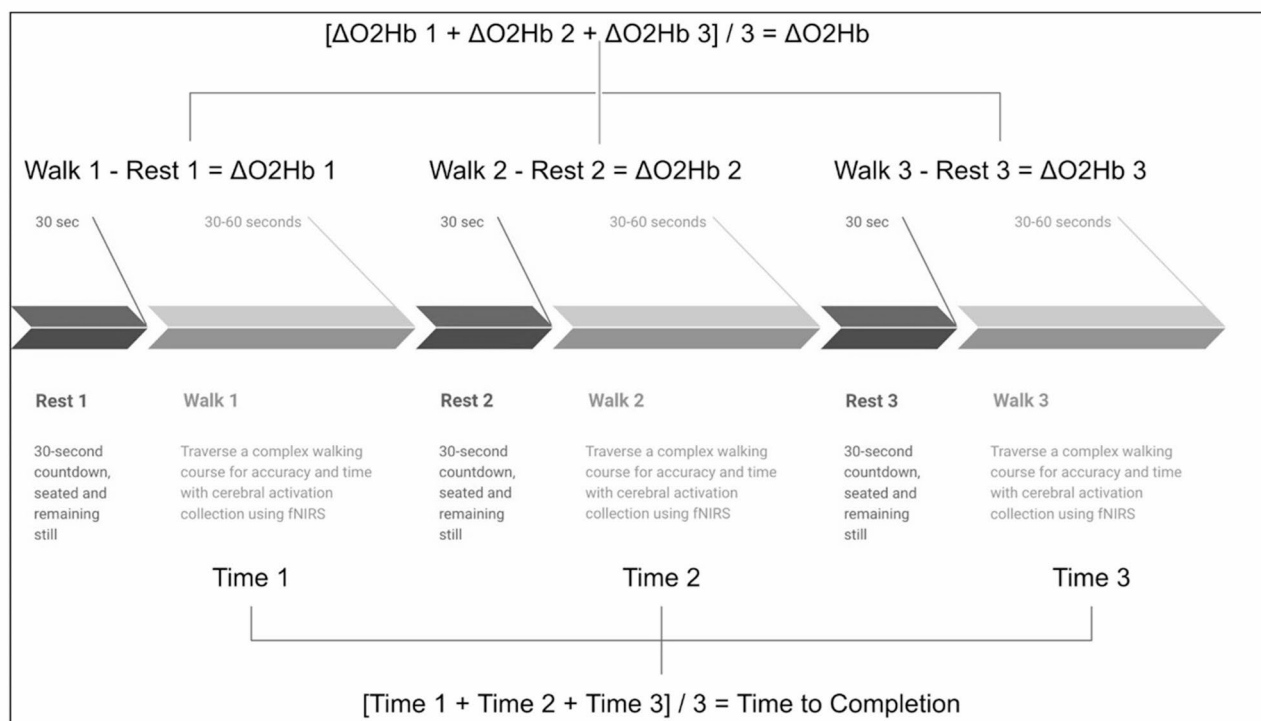 [ΔO2Hb 1 + ΔO2Hb 2 + ΔO2Hb 3] / 3 = ΔO2Hb
Walk 1 - Rest 1 = ΔO2Hb 1
Walk 2 - Rest 2 = ΔO2Hb 2
Walk 3 - Rest 3 = ΔO2Hb 3
30 sec
30-60 seconds
30 sec
30-60 seconds
30 sec
30-60 seconds
Rest 1
30-second
countdown,
seated and
remaining
still
Walk 1
Traverse a complex walking
course for accuracy and time
with cerebral activation
collection using fNIRS
Rest 2
30-second
countdown,
seated and
remaining
still
Walk 2
Traverse a complex walking
course for accuracy and time
with cerebral activation
collection using fNIRS
Rest 3
30-second
countdown,
seated and
remaining
still
Walk 3
Traverse a complex walking
course for accuracy and time
with cerebral activation
collection using fNIRS
Time 1
Time 2
Time 3
[Time 1 + Time 2 + Time 3] / 3 = Time to Completion